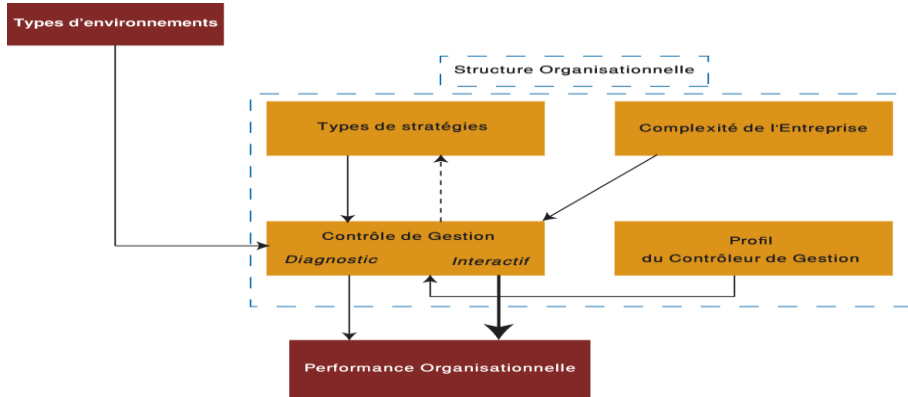 Types d'environnements
Structure Organisationnelle
Types de stratégies
Complexité de l'Entreprise
Contrôle de Gestion
Diagnostic Interactif
Profil
du Contrôleur de Gestion
Performance Organisationnelle